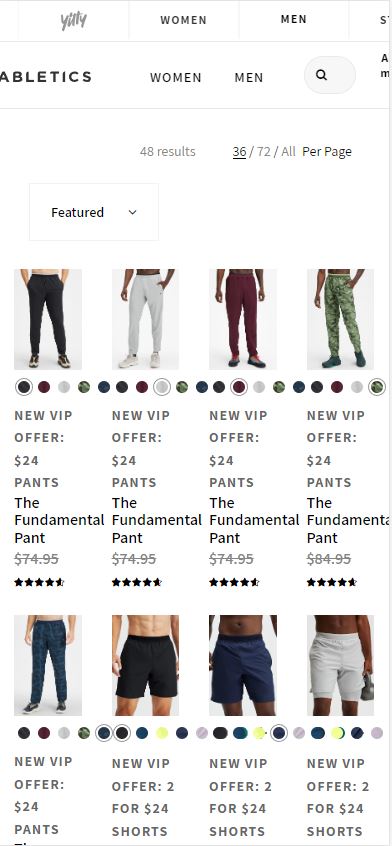 yitty WOMEN MEN
ABLETICS WOMEN MEN
48 results 36 / 72 / All Per Page
Featured
NEW VIP OFFER: $24 PANTS
The Fundamental Pant
$74.95
NEW VIP OFFER: $24 PANTS
The Fundamental Pant
$74.95
NEW VIP OFFER: $24 PANTS
The Fundamental Pant
$74.95
NEW VIP OFFER: $24 PANTS
The Fundamental Pant
$84.95
NEW VIP OFFER: $24 PANTS
NEW VIP OFFER: 2 FOR $24 SHORTS
NEW VIP OFFER: 2 FOR $24 SHORTS
NEW VIP OFFER: 2 FOR $24 SHORTS